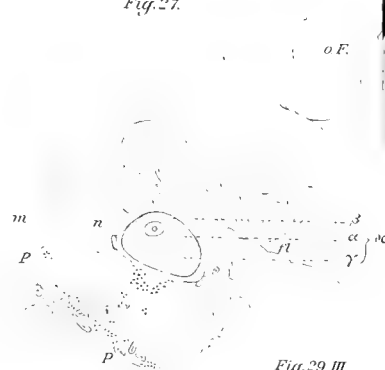 Fig. 27.
o F.
m n β
α
P γ
P
Fig. 29 III